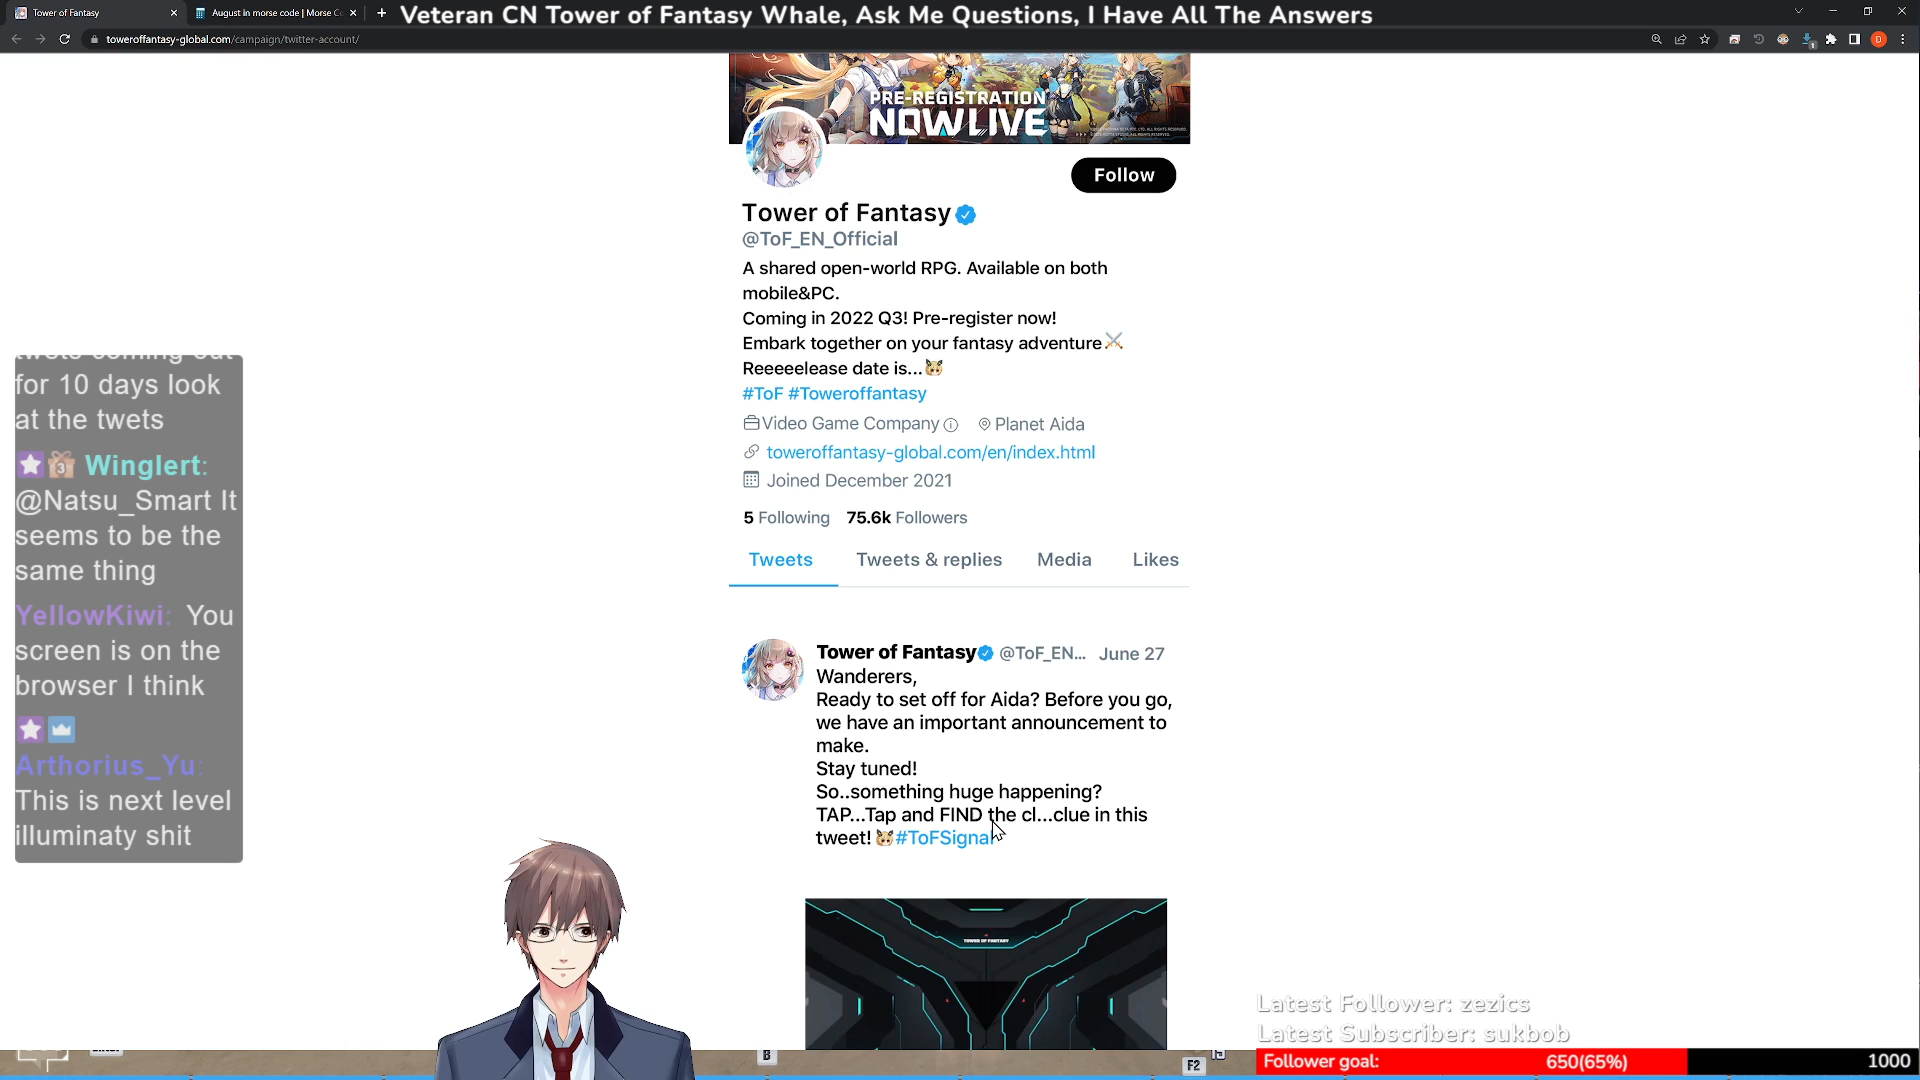 Tower of Fantasy
August in morse code | Morse C
Veteran CN Tower of Fantasy Whale, Ask Me Questions, I Have All The Answers
toweroffantasy-global.com/campaign/twitter-account/
PRE-REGISTRATION
NOW LIVE
Follow
Tower of Fantasy
@ToF_EN_Official
A shared open-world RPG. Available on both
mobile&PC.
Coming in 2022 Q3! Pre-register now!
Embark together on your fantasy adventure⚔
Reeeeelease date is...🐱
#ToF #Toweroffantasy
Video Game Company Planet Aida
toweroffantasy-global.com/en/index.html
Joined December 2021
5 Following 75.6k Followers
Tweets Tweets & replies Media Likes
Tower of Fantasy @ToF_EN... June 27
Wanderers,
Ready to set off for Aida? Before you go,
we have an important announcement to
make.
Stay tuned!
So..something huge happening?
TAP...Tap and FIND the cl...clue in this
tweet! 🐱#ToFSignal
TOWER OF FANTASY
twets coming out
for 10 days look
at the twets
3 Winglert:
@Natsu_Smart It
seems to be the
same thing
YellowKiwi: You
screen is on the
browser I think
Arthorius_Yu:
This is next level
illuminaty shit
Latest Follower: zezics
Latest Subscriber: sukbob
Follower goal: 650(65%) 1000
B
F2